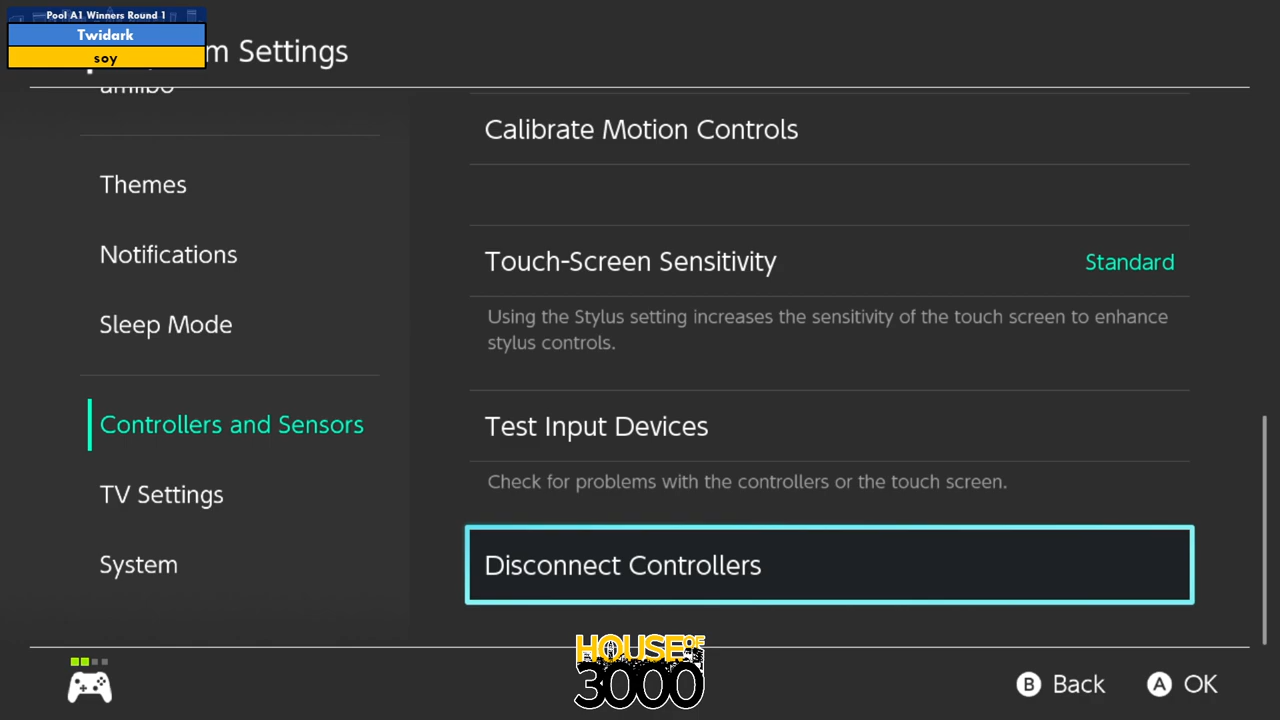 Pool A1 Winners Round 1
Twidark
soy
m Settings
amiibo
Themes
Notifications
Sleep Mode
Controllers and Sensors
TV Settings
System
Calibrate Motion Controls
Touch-Screen Sensitivity Standard
Using the Stylus setting increases the sensitivity of the touch screen to enhance
stylus controls.
Test Input Devices
Check for problems with the controllers or the touch screen.
Disconnect Controllers
HOUSE OF
3000
B Back A OK